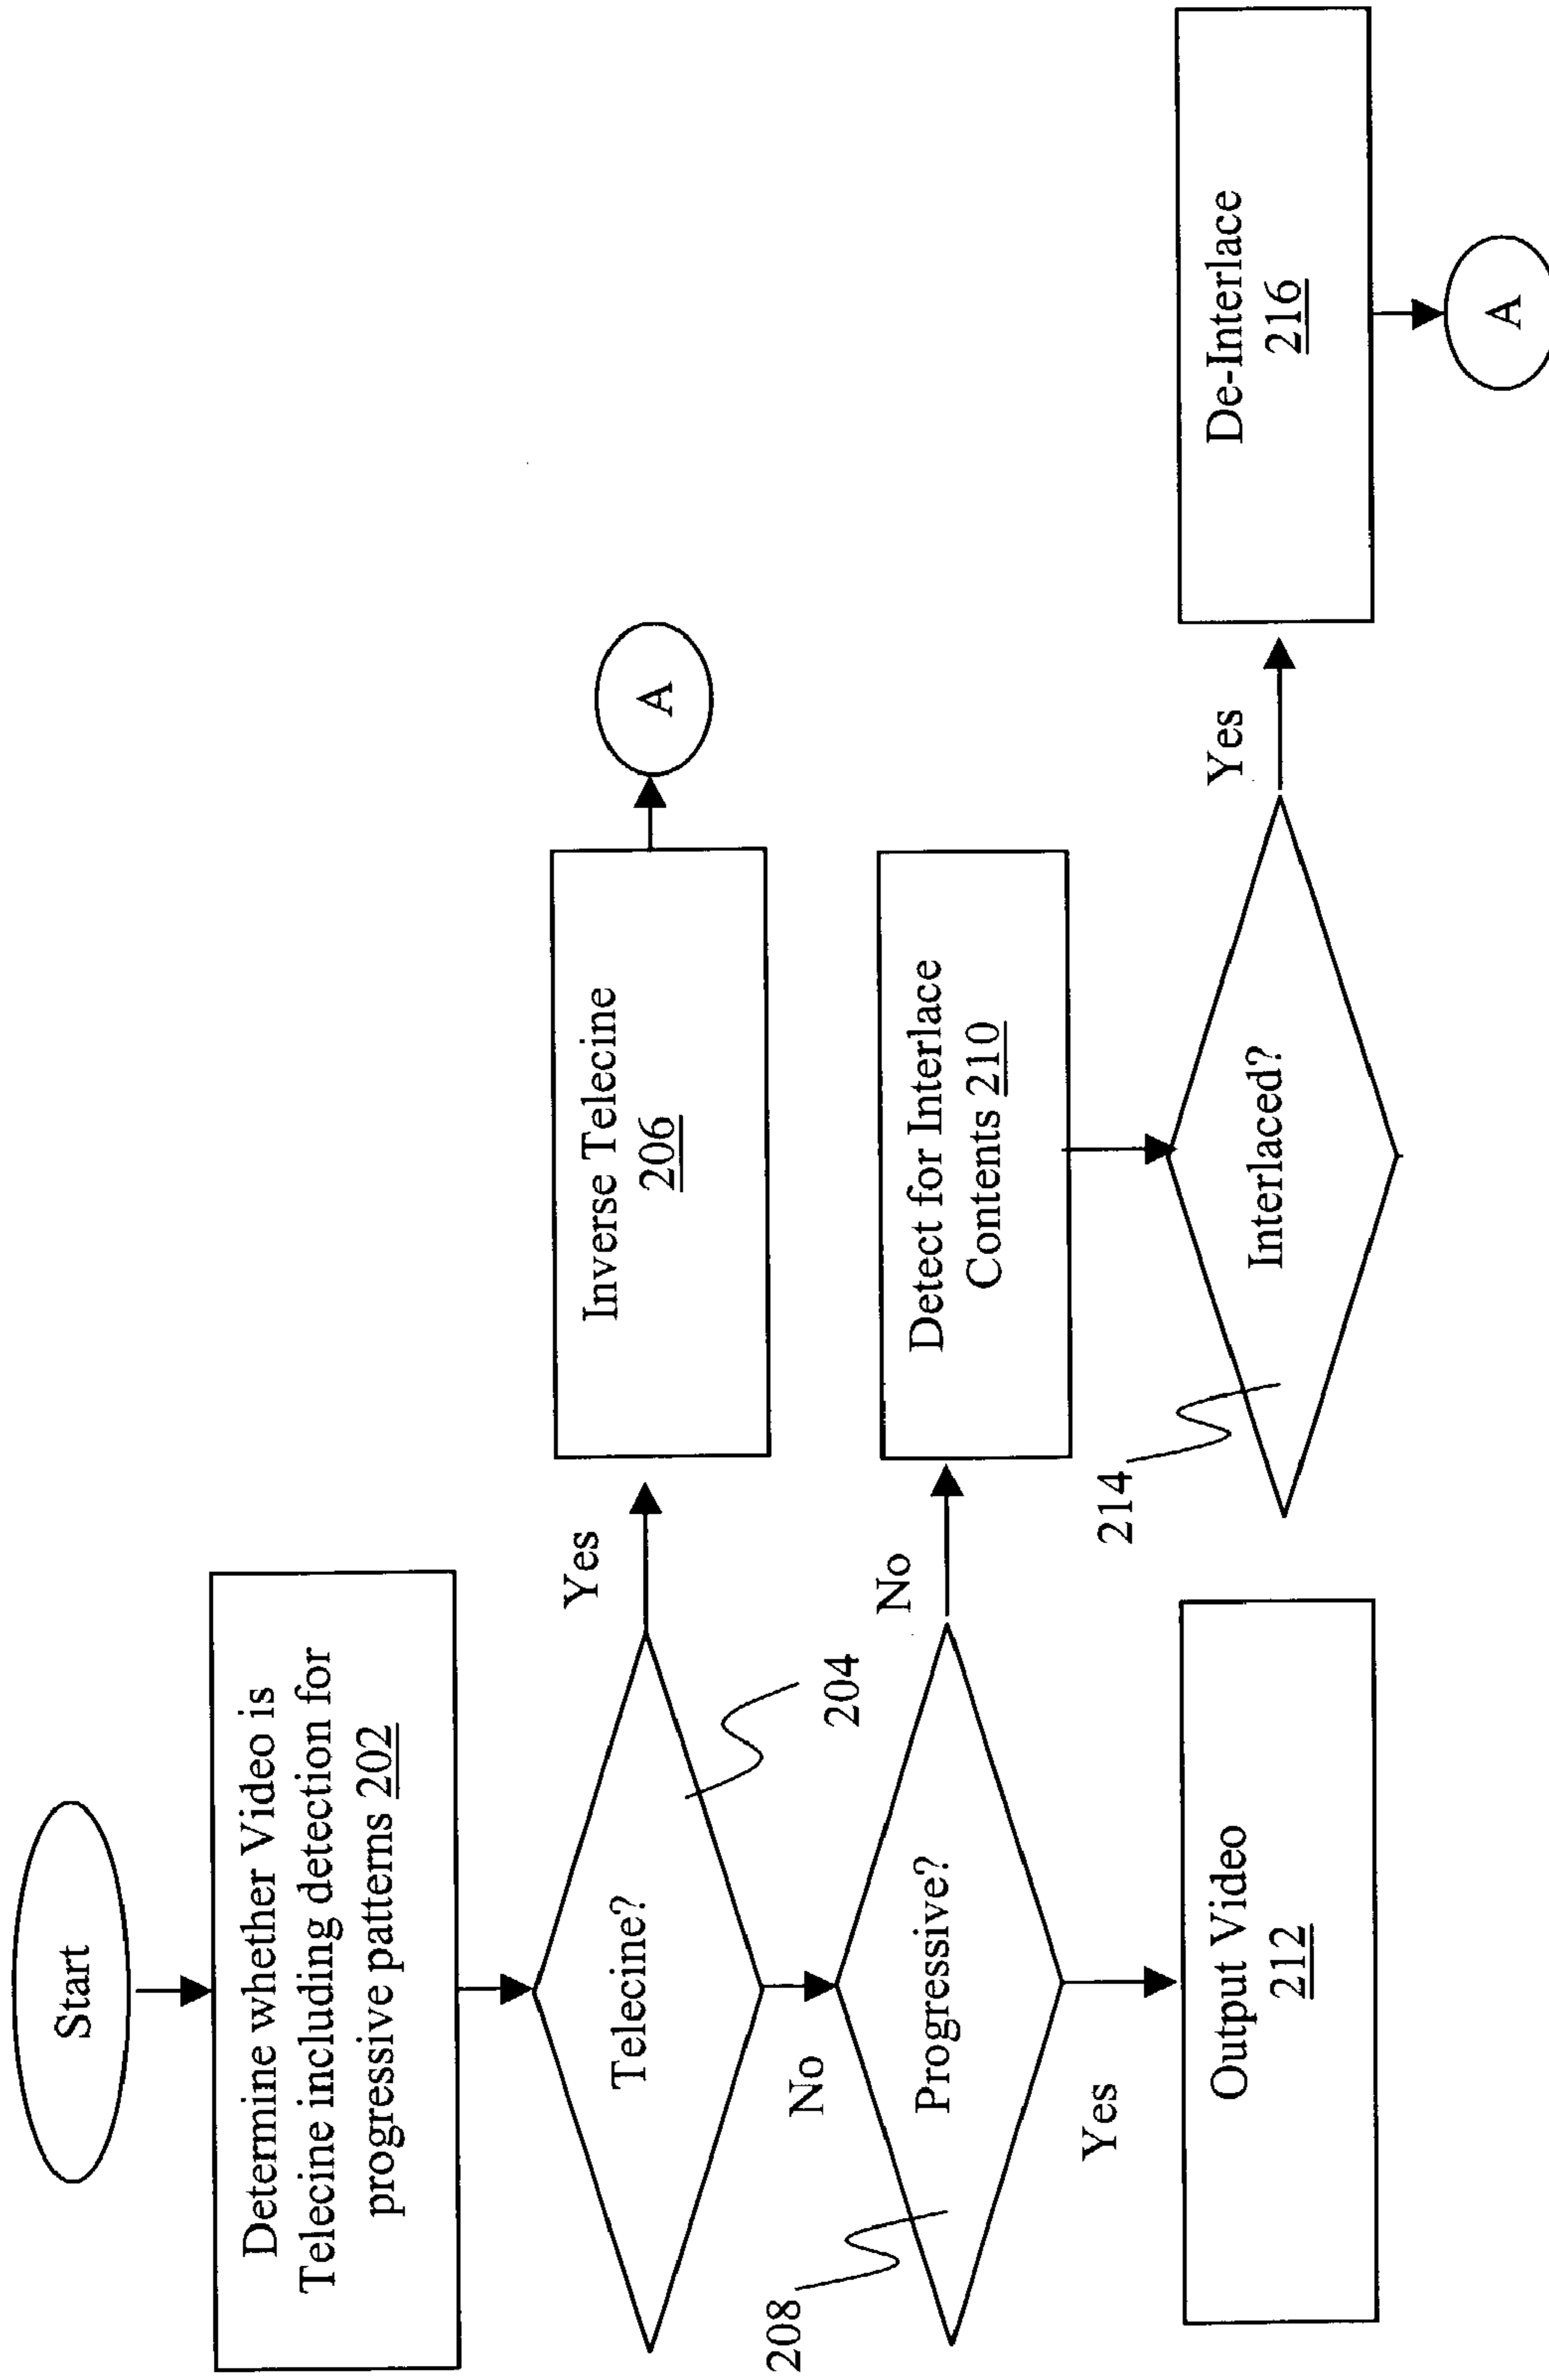 Start
Determine whether Video is
Telecine including detection for
progressive patterns 202
Telecine?
204
Yes
Inverse Telecine
206
A
No
Progressive?
208
No
Detect for Interlace
Contents 210
Yes
Output Video
212
Interlaced?
214
Yes
De-Interlace
216
A